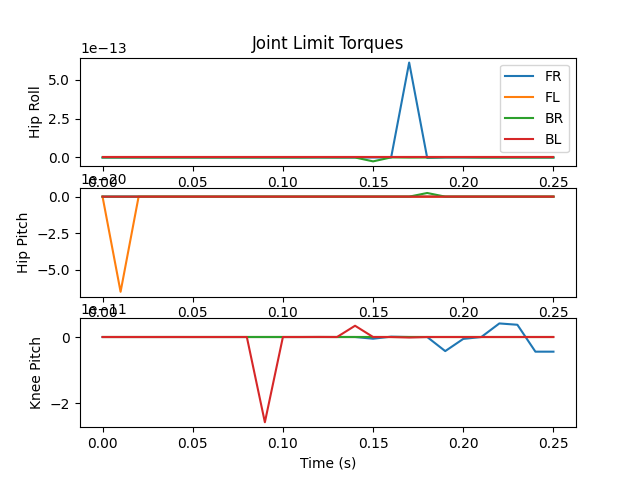 Joint Limit Torques
1e−13
5.0
2.5
0.0
Hip Roll
FR
FL
BR
BL
0.00 0.05 0.10 0.15 0.20 0.25
1e−20
0.0
−2.5
−5.0
Hip Pitch
0.00 0.05 0.10 0.15 0.20 0.25
1e−11
0
−2
Knee Pitch
0.00 0.05 0.10 0.15 0.20 0.25
Time (s)